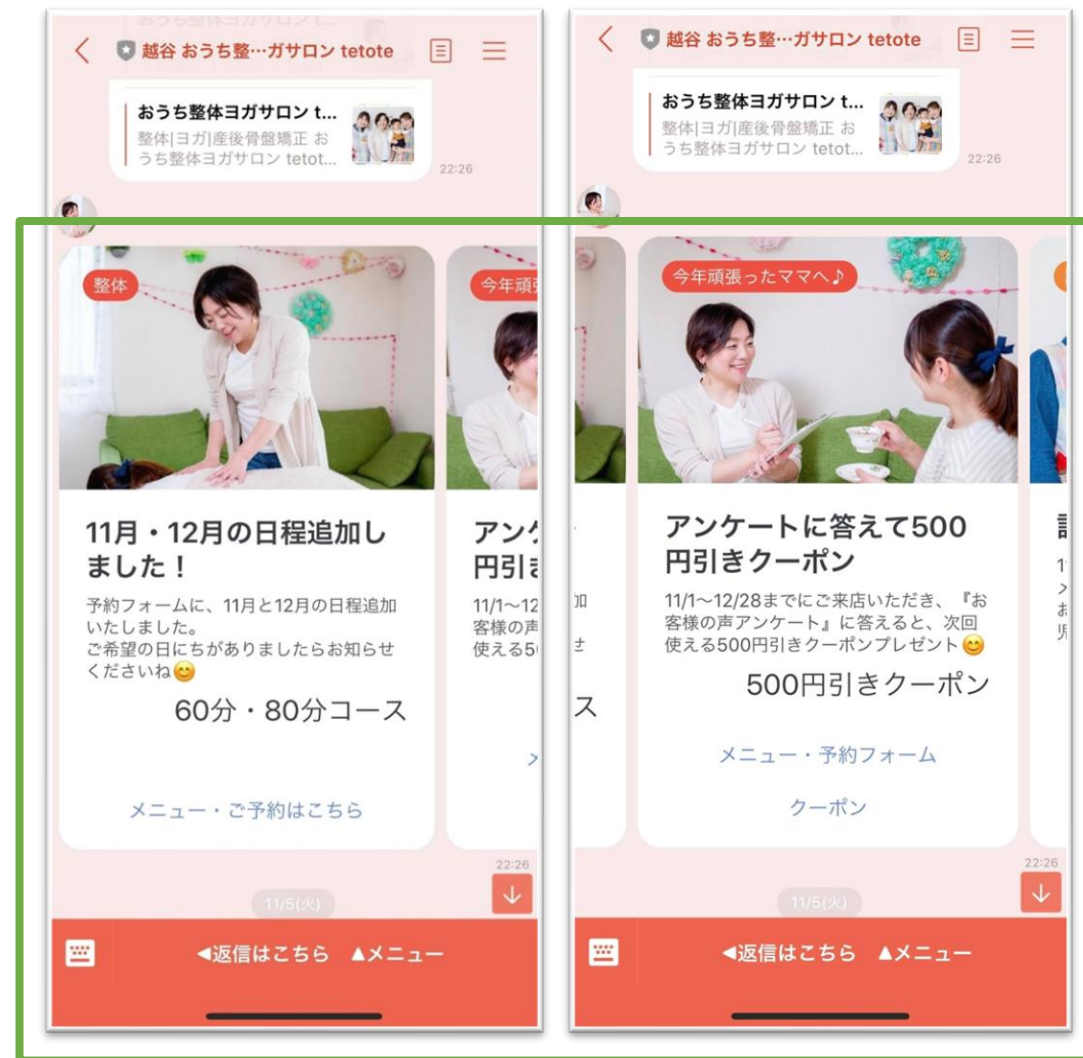 越谷 おうち整…ガサロン tetote
おうち整体ヨガサロン t...
整体|ヨガ|産後骨盤矯正 お
うち整体ヨガサロン tetot...
22:26
整体
今年頑張
11月・12月の日程追加し
ました！
予約フォームに、11月と12月の日程追加
いたしました。
ご希望の日にちがありましたらお知らせ
くださいね😊
60分・80分コース
メニュー・ご予約はこちら
アンケ
円引き
11/1〜12
客様の声
使える50
メ
22:26
11/5(火)
◀返信はこちら ▲メニュー
越谷 おうち整…ガサロン tetote
おうち整体ヨガサロン t...
整体|ヨガ|産後骨盤矯正 お
うち整体ヨガサロン tetot...
22:26
加
せ
ス
今年頑張ったママへ♪
アンケートに答えて500
円引きクーポン
11/1〜12/28までにご来店いただき、『お
客様の声アンケート』に答えると、次回
使える500円引きクーポンプレゼント😊
500円引きクーポン
メニュー・予約フォーム
クーポン
22:26
11/5(火)
◀返信はこちら ▲メニュー